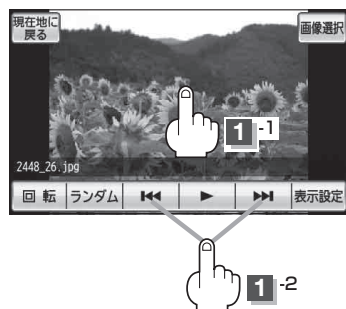 現在地に
戻る
画像選択
1 -1
2448_26.jpg
回 転 ランダム 表示設定
1 -2